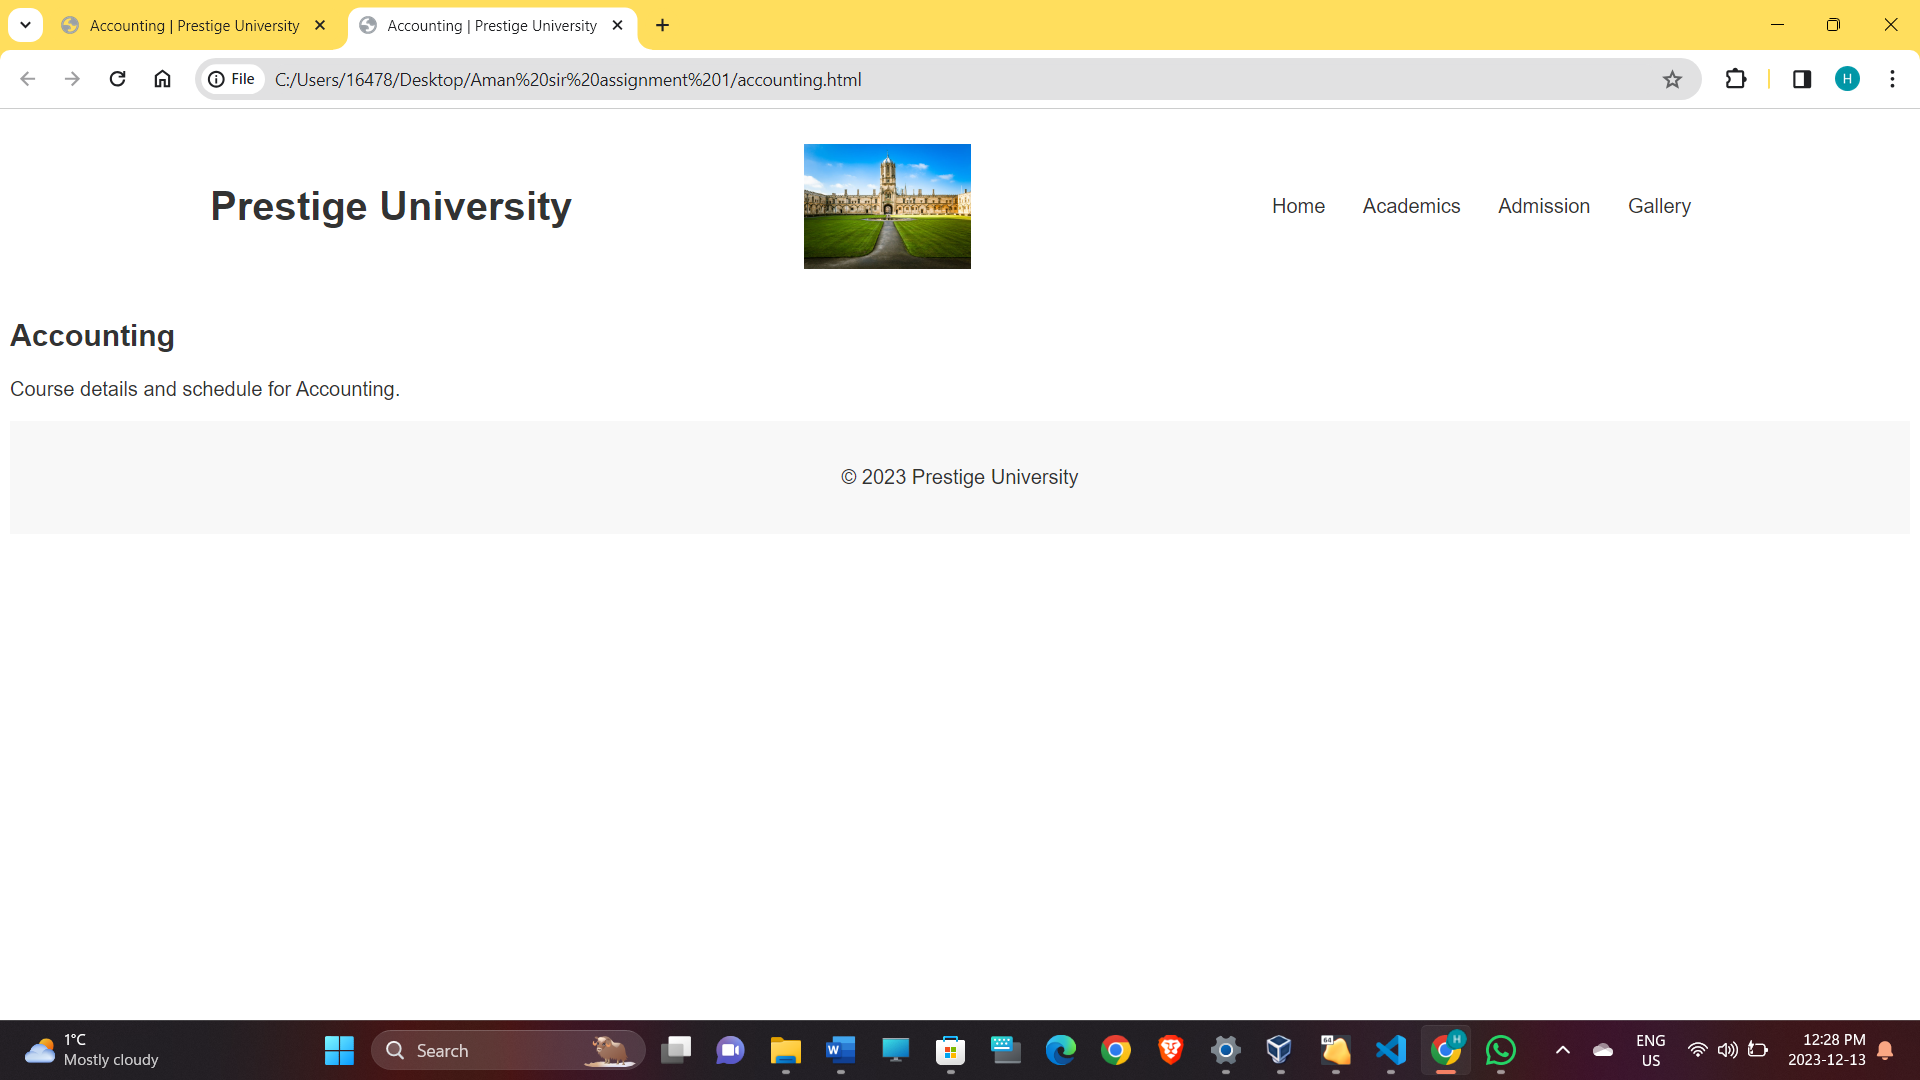 Accounting | Prestige University
Accounting | Prestige University
File
C:/Users/16478/Desktop/Aman%20sir%20assignment%201/accounting.html
H
Prestige University
Home
Academics
Admission
Gallery
Accounting
Course details and schedule for Accounting.
© 2023 Prestige University
1°C
Mostly cloudy
Search
W
64
H
ENG
US
12:28 PM
2023-12-13